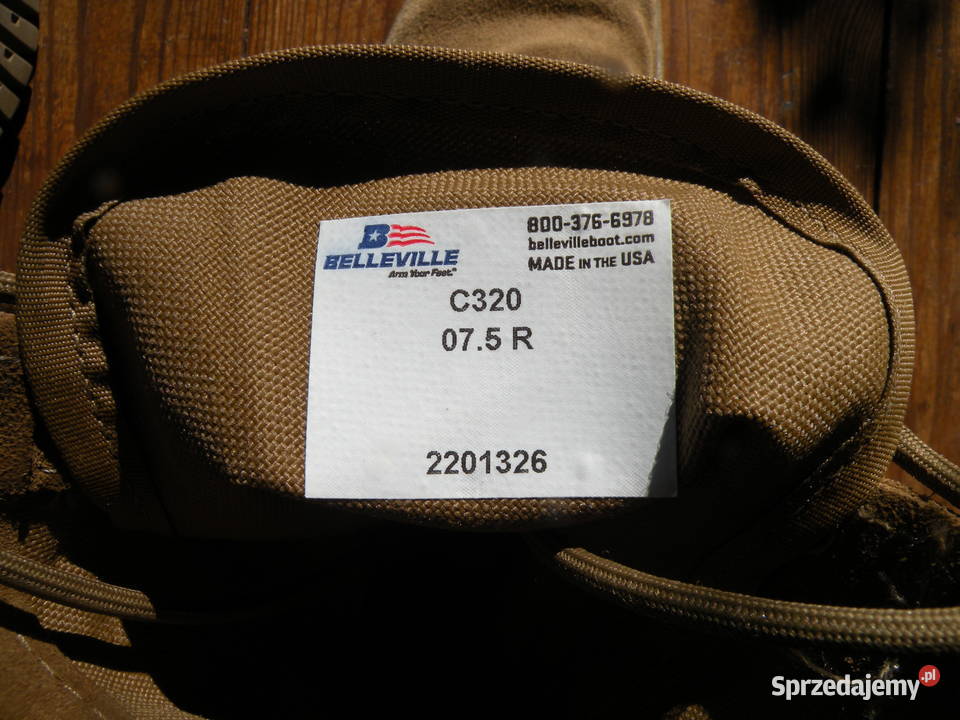 B
BELLEVILLE
Arm Your Feet.™
800-376-6978
bellevilleboot.com
MADE IN THE USA
C320
07.5 R
2201326
Sprzedajemy.pl